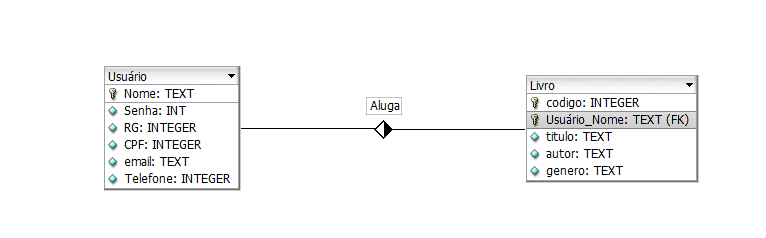 Usuário
Nome: TEXT
Senha: INT
RG: INTEGER
CPF: INTEGER
email: TEXT
Telefone: INTEGER
Aluga
Livro
codigo: INTEGER
Usuário_Nome: TEXT (FK)
titulo: TEXT
autor: TEXT
genero: TEXT